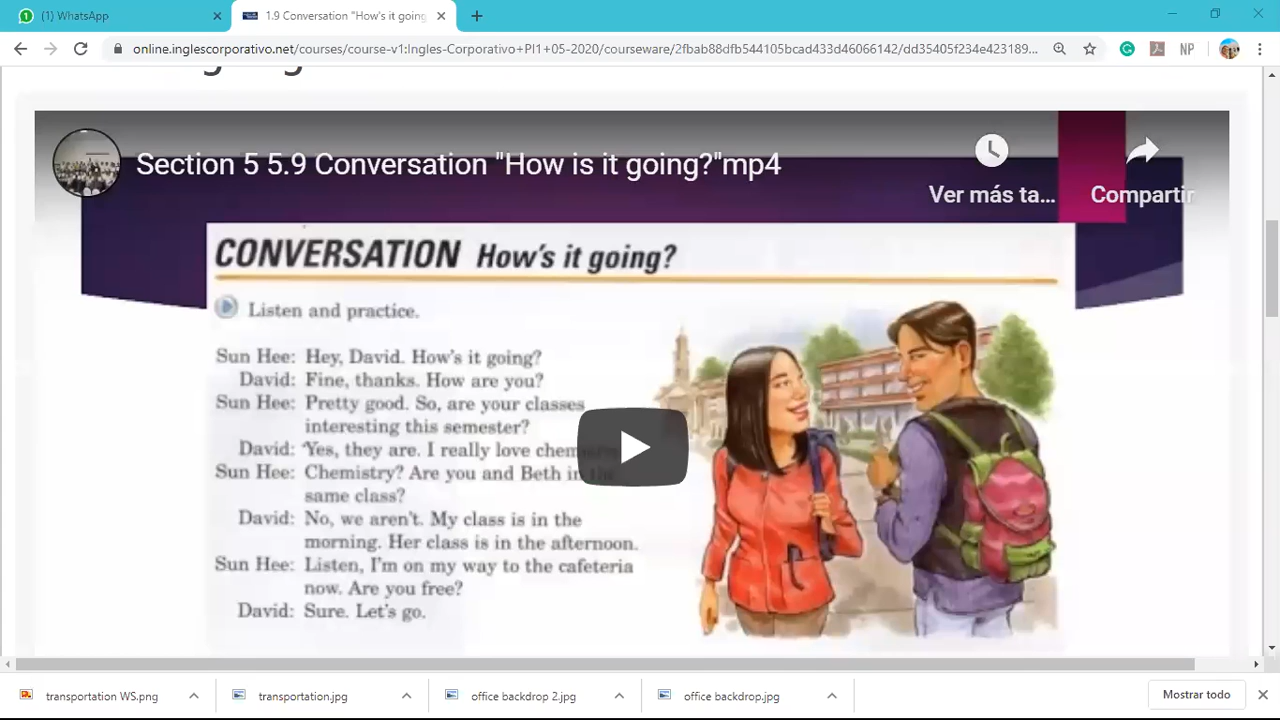 (1) WhatsApp
1.9 Conversation "How's it going
online.inglescorporativo.net/courses/course-v1:Ingles-Corporativo+PI1+05-2020/courseware/2fbab88dfb544105bcad433d46066142/dd35405f234e423189...
NP
Section 5 5.9 Conversation "How is it going?"mp4
Ver más ta...
Compartir
CONVERSATION How's it going?
Listen and practice.
Sun Hee: Hey, David. How's it going?
David: Fine, thanks. How are you?
Sun Hee: Pretty good. So, are your classes
interesting this semester?
David: Yes, they are. I really love
Sun Hee: Chemistry? Are you and Beth in
same class?
David: No, we aren't. My class is in the
morning. Her class is in the afternoon.
Sun Hee: Listen, I'm on my way to the cafeteria
now. Are you free?
David: Sure. Let's go.
transportation WS.png
transportation.jpg
office backdrop 2.jpg
office backdrop.jpg
Mostrar todo